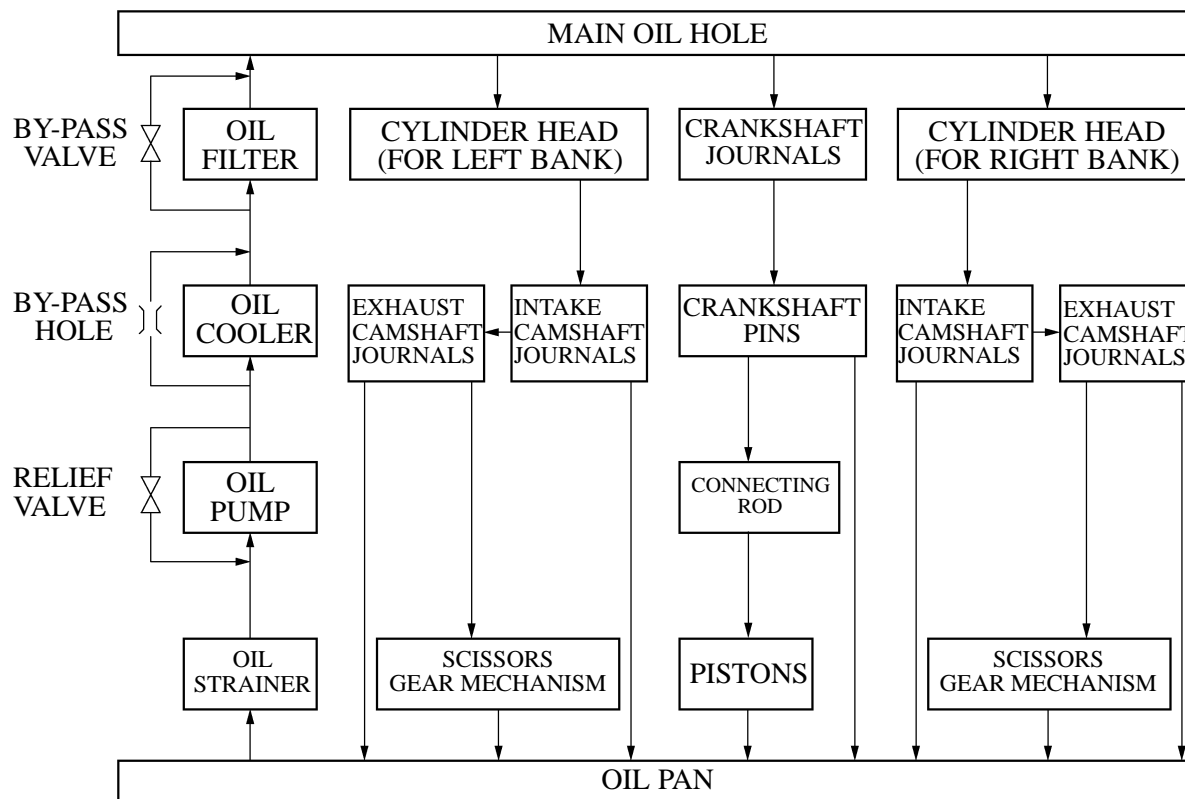 MAIN OIL HOLE
BY-PASS
VALVE
OIL
FILTER
CYLINDER HEAD
(FOR LEFT BANK)
CRANKSHAFT
JOURNALS
CYLINDER HEAD
(FOR RIGHT BANK)
BY-PASS
HOLE
OIL
COOLER
EXHAUST
CAMSHAFT
JOURNALS
INTAKE
CAMSHAFT
JOURNALS
CRANKSHAFT
PINS
INTAKE
CAMSHAFT
JOURNALS
EXHAUST
CAMSHAFT
JOURNALS
RELIEF
VALVE
OIL
PUMP
CONNECTING
ROD
OIL
STRAINER
SCISSORS
GEAR MECHANISM
PISTONS
SCISSORS
GEAR MECHANISM
OIL PAN